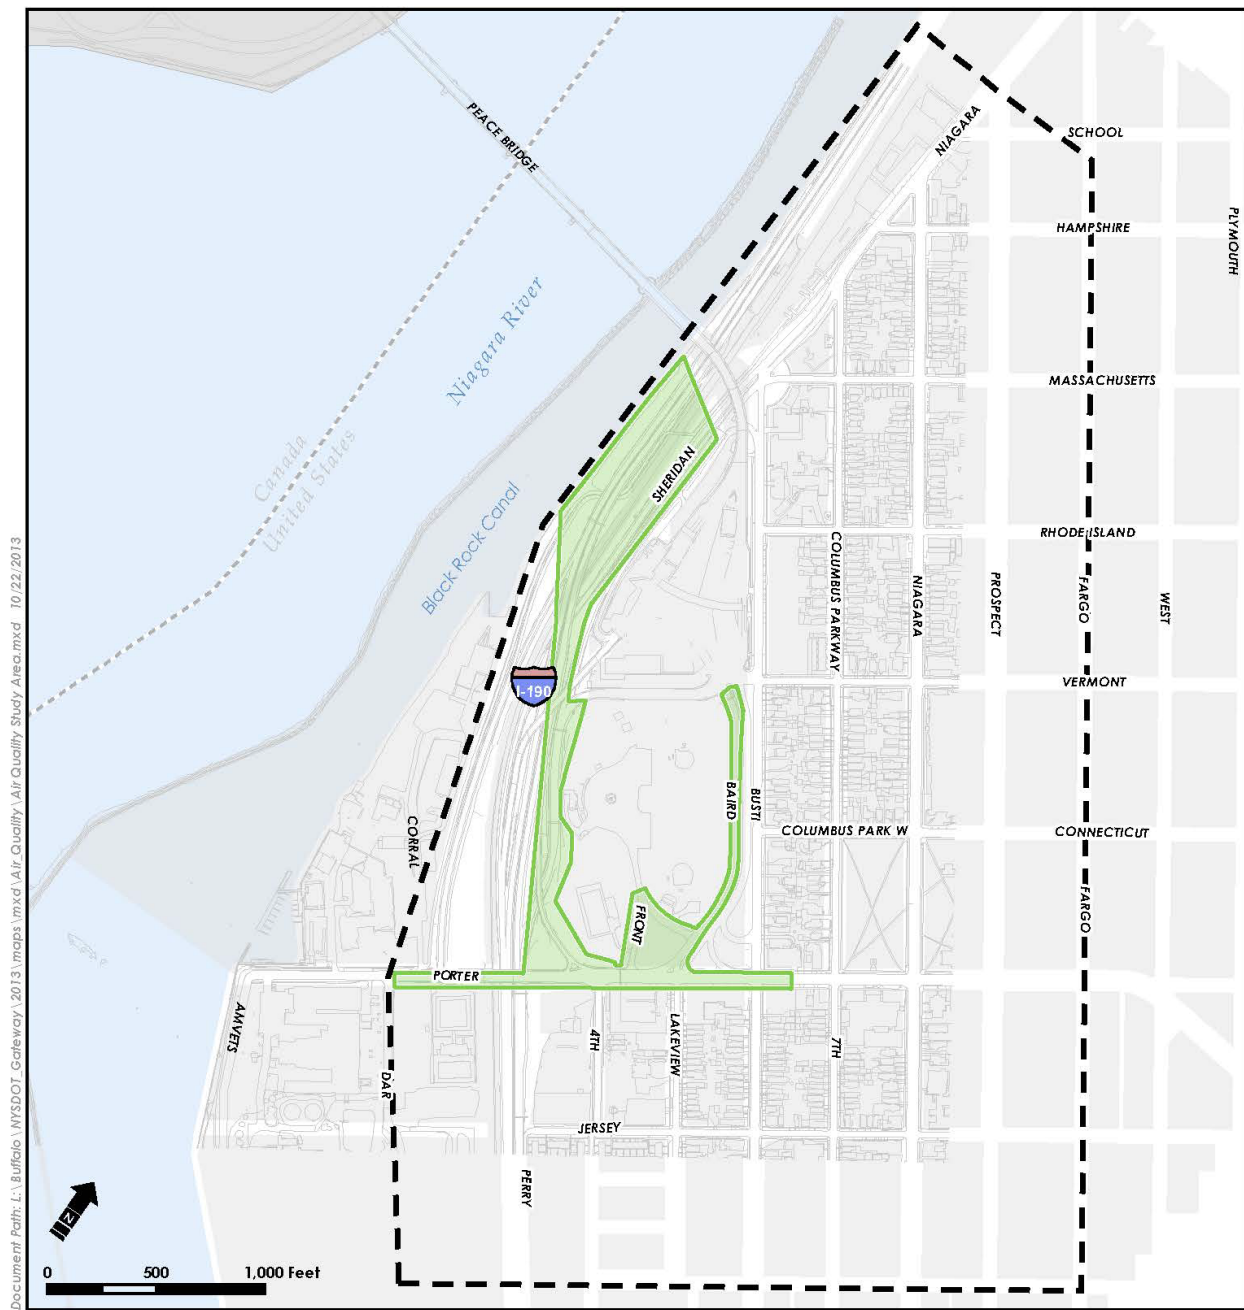 PEACE BRIDGE
NIAGARA
SCHOOL
HAMPSHIRE
PLYMOUTH
Niagara River
MASSACHUSETTS
Canada
United States
SHERIDAN
Black Rock Canal
RHODE ISLAND
COLUMBUS PARKWAY
NIAGARA
PROSPECT
FARGO
WEST
I-190
VERMONT
BAIRD
BUSTI
CORRAL
COLUMBUS PARK W
CONNECTICUT
FARGO
FRONT
PORTER
AMVETS
4TH
LAKEVIEW
7TH
DAR
JERSEY
PERRY
N
0 500 1,000 Feet
Document Path: L:\Buffalo\NYSDOT_Gateway\2013\maps\mxd\Air_Quality\Air Quality Study Area.mxd 10/22/2013